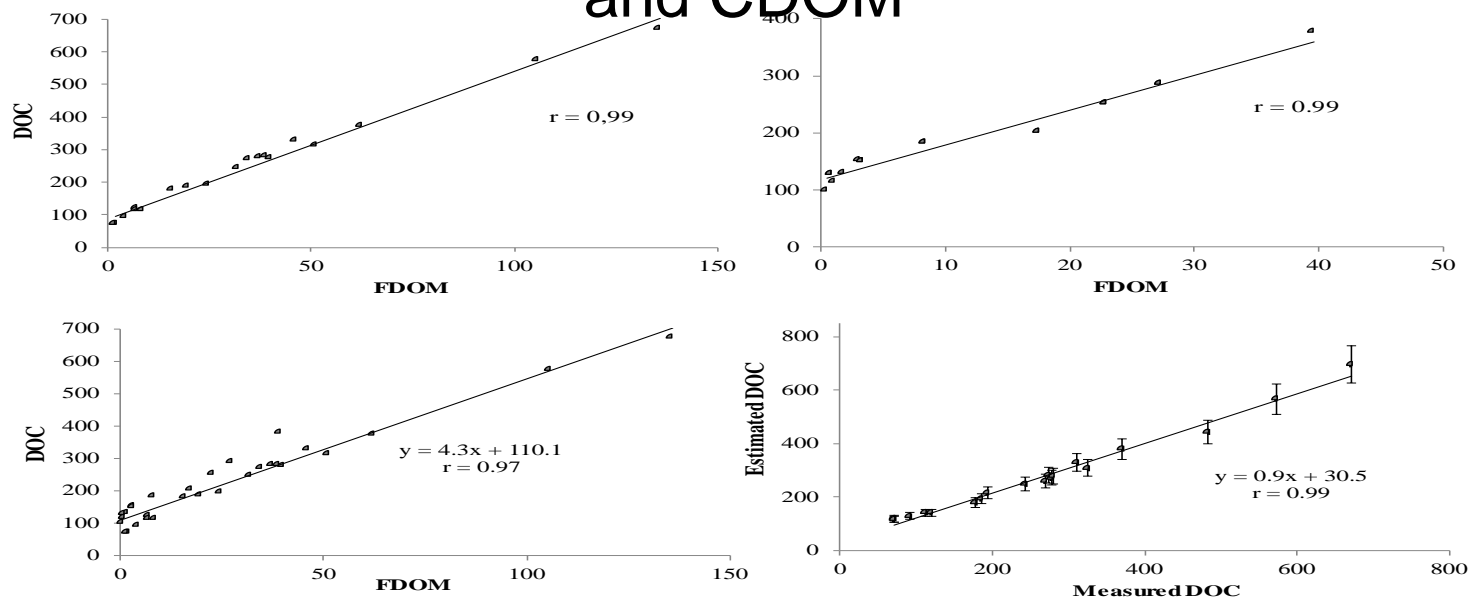 and CDOM
700
600
500
400
300
200
100
0
DOC
r = 0,99
0 50 100 150
FDOM
400
300
200
100
0
r = 0.99
0 10 20 30 40 50
FDOM
700
600
500
400
300
200
100
0
DOC
y = 4.3x + 110.1
r = 0.97
0 50 100 150
FDOM
800
600
400
200
0
Estimated DOC
y = 0.9x + 30.5
r = 0.99
0 200 400 600 800
Measured DOC